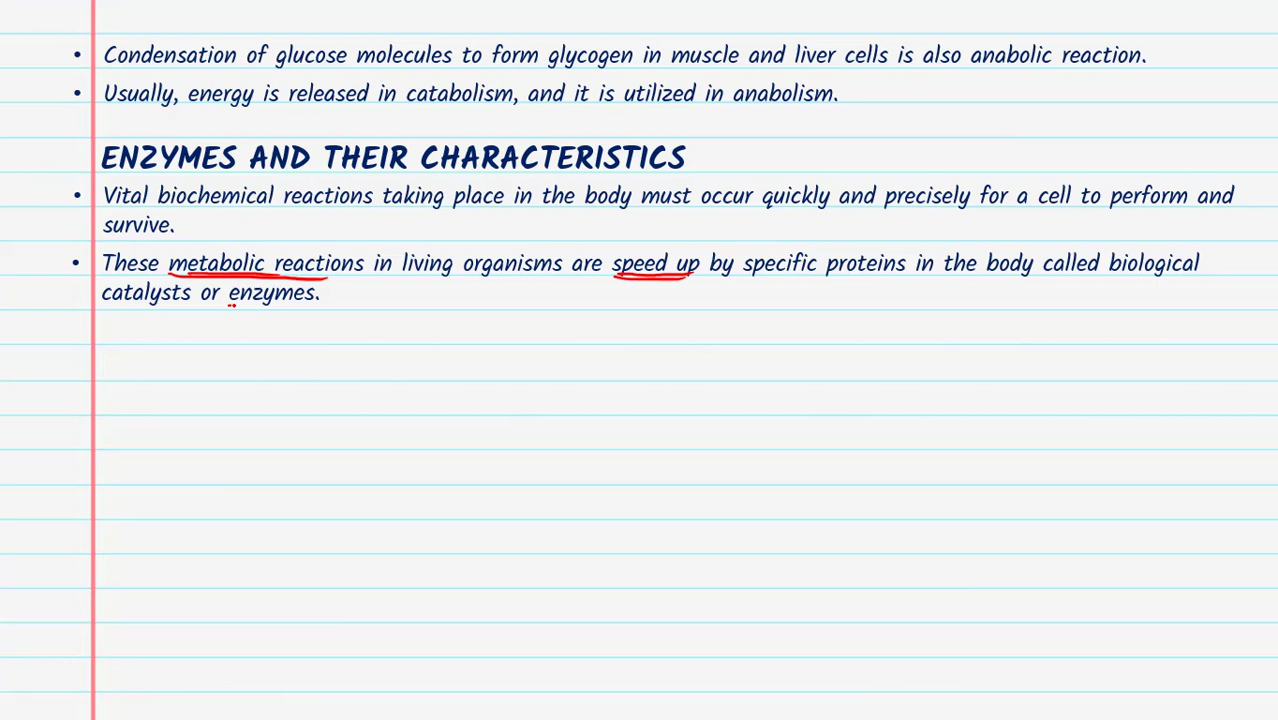 • Condensation of glucose molecules to form glycogen in muscle and liver cells is also anabolic reaction.
• Usually, energy is released in catabolism, and it is utilized in anabolism.
ENZYMES AND THEIR CHARACTERISTICS
• Vital biochemical reactions taking place in the body must occur quickly and precisely for a cell to perform and
survive.
• These metabolic reactions in living organisms are speed up by specific proteins in the body called biological
catalysts or enzymes.